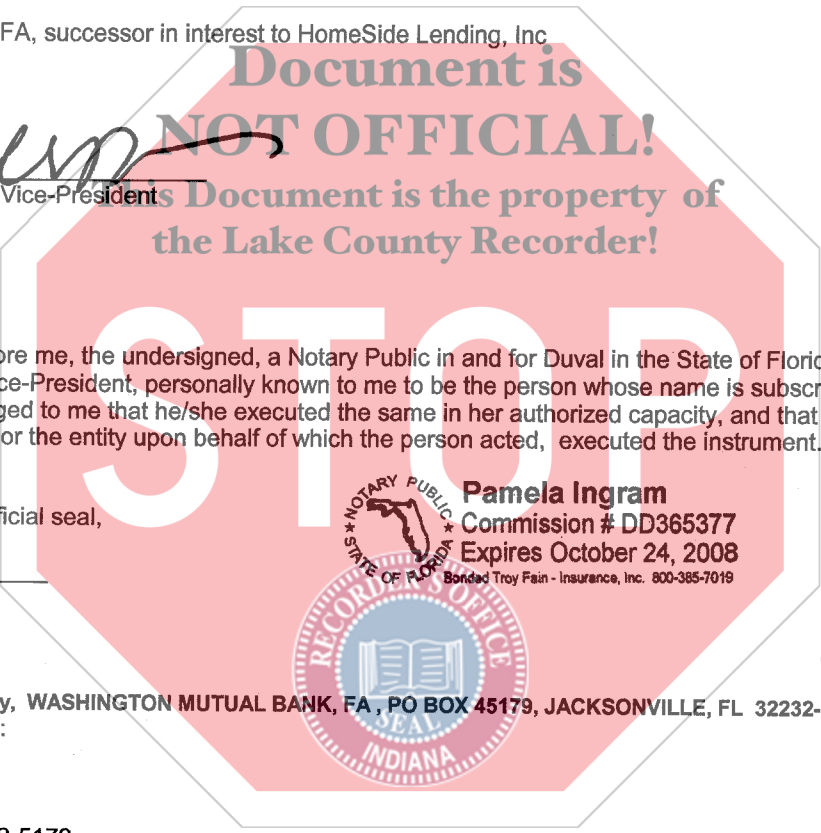 FA, successor in interest to HomeSide Lending, Inc
Document is
NOT OFFICIAL!
Vice-President
This Document is the property of
the Lake County Recorder!
STOP
ore me, the undersigned, a Notary Public in and for Duval in the State of Floric
ce-President, personally known to me to be the person whose name is subscr
ged to me that he/she executed the same in her authorized capacity, and that
or the entity upon behalf of which the person acted, executed the instrument.
ficial seal,
NOTARY PUBLIC
STATE OF FLORIDA
Pamela Ingram
Commission # DD365377
Expires October 24, 2008
Bonded Troy Fain - Insurance, Inc. 800-385-7019
RECORDER'S OFFICE
SEAL
INDIANA
y, WASHINGTON MUTUAL BANK, FA , PO BOX 45179, JACKSONVILLE, FL 32232-
: